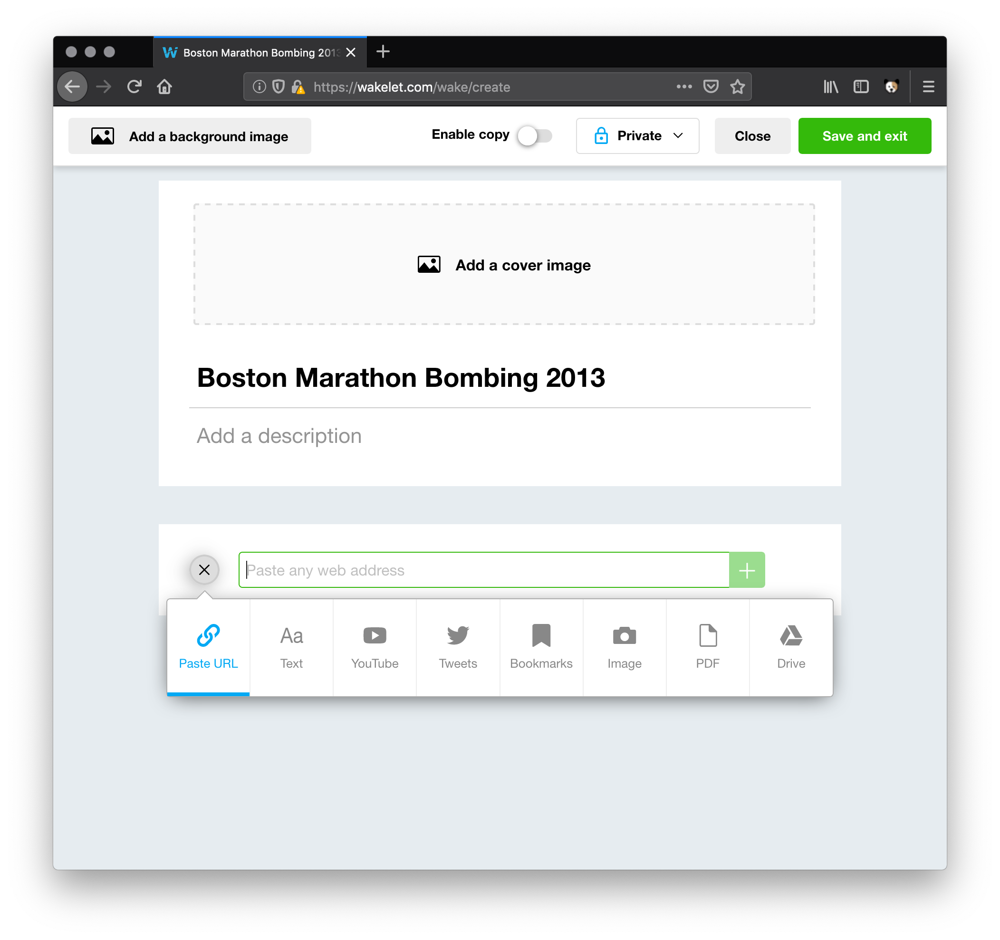 Boston Marathon Bombing 2013
https://wakelet.com/wake/create
Add a background image
Enable copy
Private
Close
Save and exit
Add a cover image
Boston Marathon Bombing 2013
Add a description
Paste any web address
Paste URL
Aa
Text
YouTube
Tweets
Bookmarks
Image
PDF
Drive